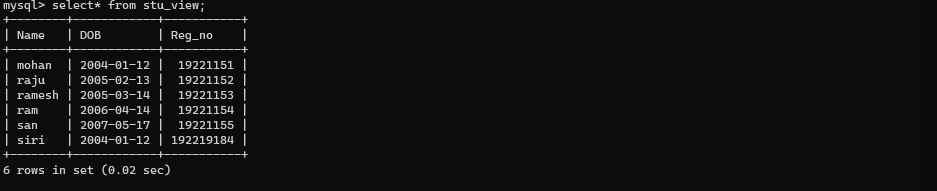 mysql> select* from stu_view;
+--------+------------+-----------+
| Name   | DOB        | Reg_no    |
+--------+------------+-----------+
| mohan  | 2004-01-12 |  19221151 |
| raju   | 2005-02-13 |  19221152 |
| ramesh | 2005-03-14 |  19221153 |
| ram    | 2006-04-14 |  19221154 |
| san    | 2007-05-17 |  19221155 |
| siri   | 2004-01-12 | 192219184 |
+--------+------------+-----------+
6 rows in set (0.02 sec)